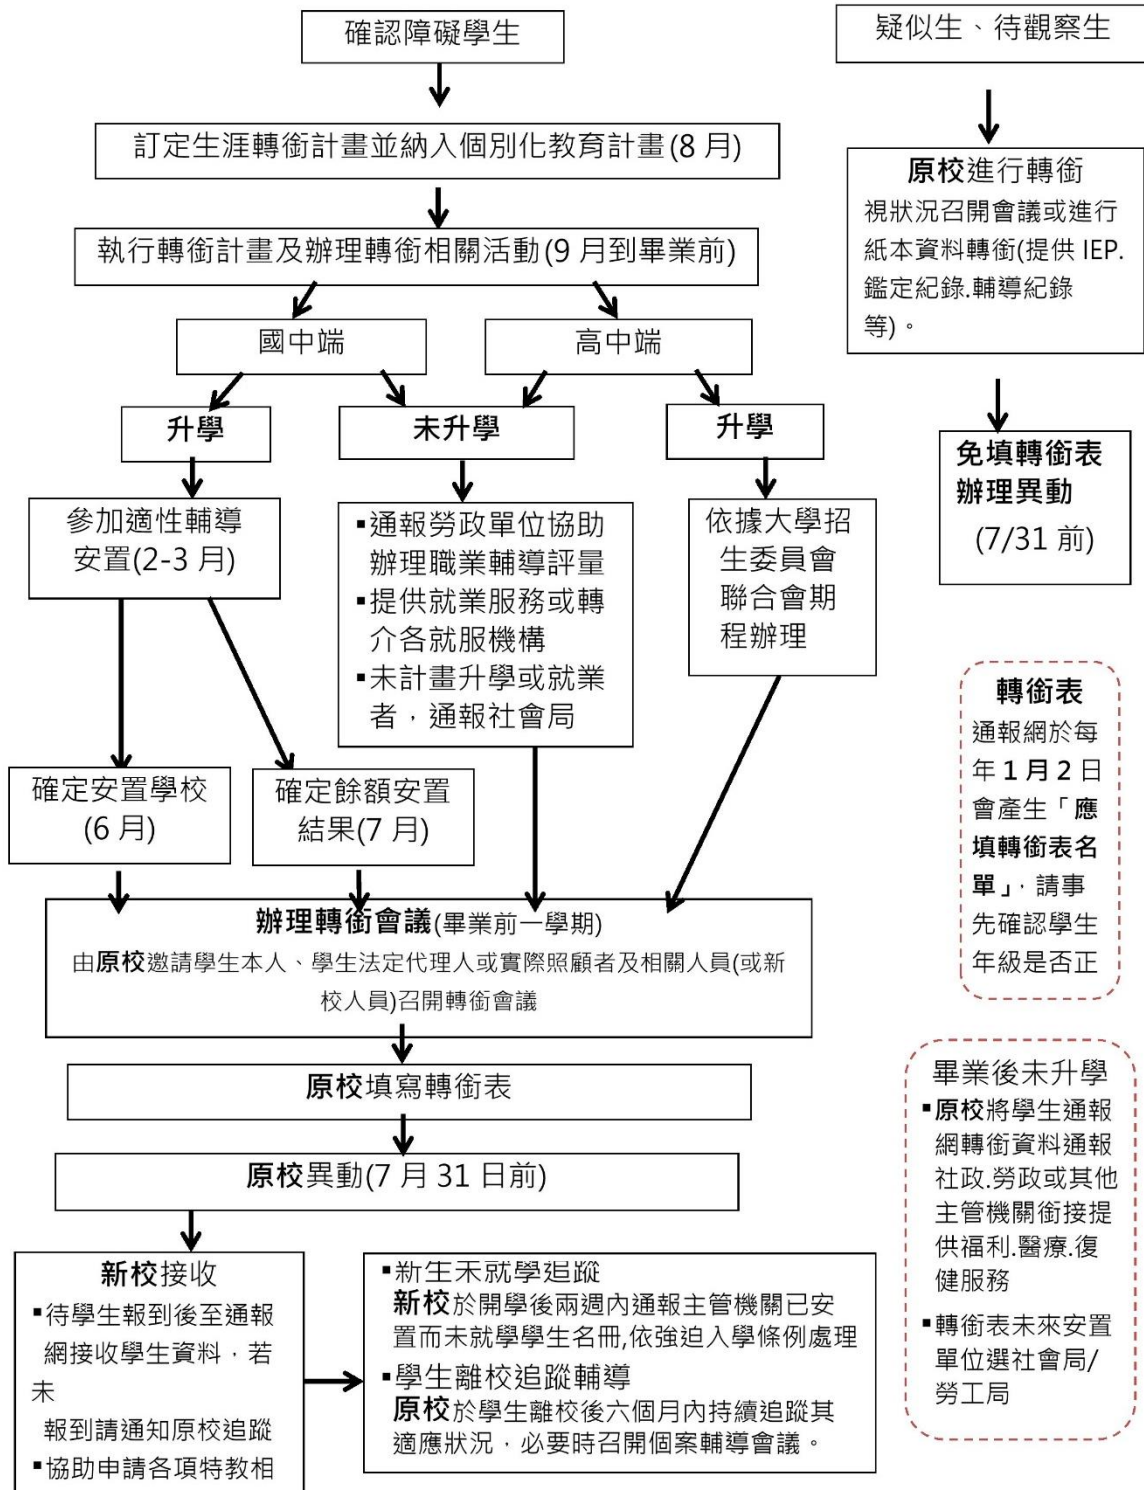 確認障礙學生
訂定生涯轉銜計畫並納入個別化教育計畫(8 月)
執行轉銜計畫及辦理轉銜相關活動(9 月到畢業前)
國中端
高中端
升學
未升學
升學
參加適性輔導
安置(2-3 月)
▪通報勞政單位協助
辦理職業輔導評量
▪提供就業服務或轉
介各就服機構
▪未計畫升學或就業
者，通報社會局
依據大學招
生委員會
聯合會期
程辦理
確定安置學校
(6 月)
確定餘額安置
結果(7 月)
辦理轉銜會議(畢業前一學期)
由原校邀請學生本人、學生法定代理人或實際照顧者及相關人員(或新
校人員)召開轉銜會議
原校填寫轉銜表
原校異動(7 月 31 日前)
新校接收
▪待學生報到後至通報
網接收學生資料，若
未
報到請通知原校追蹤
▪協助申請各項特教相
▪新生未就學追蹤
新校於開學後兩週內通報主管機關已安
置而未就學學生名冊,依強迫入學條例處理
▪學生離校追蹤輔導
原校於學生離校後六個月內持續追蹤其
適應狀況，必要時召開個案輔導會議。
疑似生、待觀察生
原校進行轉銜
視狀況召開會議或進行
紙本資料轉銜(提供 IEP.
鑑定紀錄.輔導紀錄
等)。
免填轉銜表
辦理異動
(7/31 前)
轉銜表
通報網於每
年 1 月 2 日
會產生「應
填轉銜表名
單」，請事
先確認學生
年級是否正
畢業後未升學
▪原校將學生通報
網轉銜資料通報
社政.勞政或其他
主管機關銜接提
供福利.醫療.復
健服務
▪轉銜表未來安置
單位選社會局/
勞工局